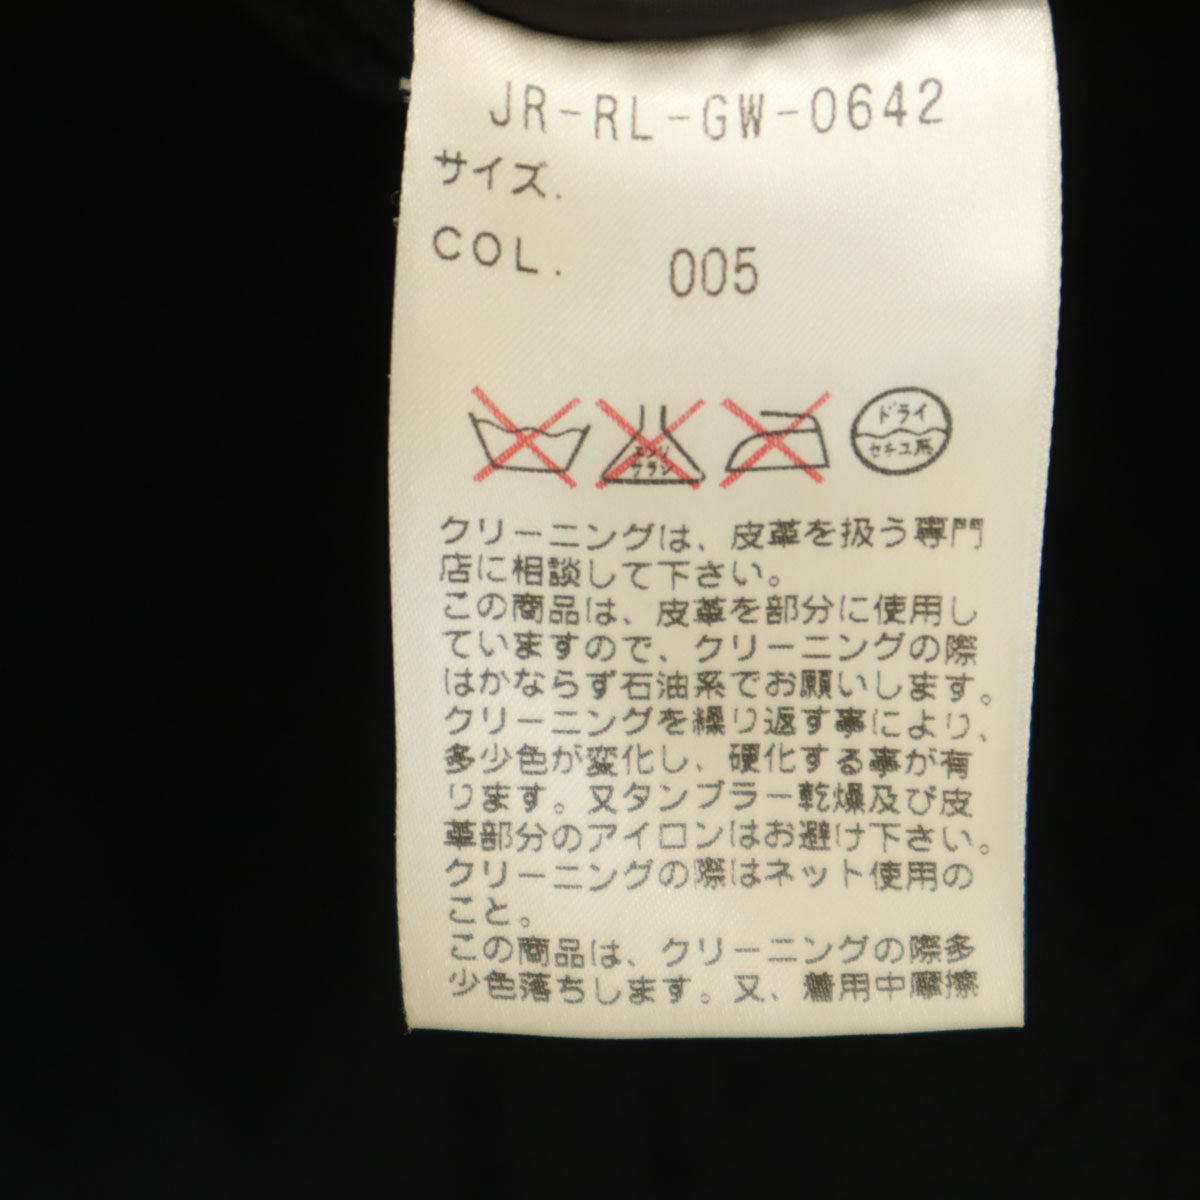 JR-RL-GW-0642
サイズ.
COL. 005
エンソ
サラシ
ドライ
セキユ系
クリーニングは、皮革を扱う専門
店に相談して下さい。
この商品は、皮革を部分に使用し
ていますので、クリーニングの際
はかならず石油系でお願いします。
クリーニングを繰り返す事により、
多少色が変化し、硬化する事が有
ります。又タンブラー乾燥及び皮
革部分のアイロンはお避け下さい。
クリーニングの際はネット使用の
こと。
この商品は、クリーニングの際多
少色落ちします。又、着用中摩擦